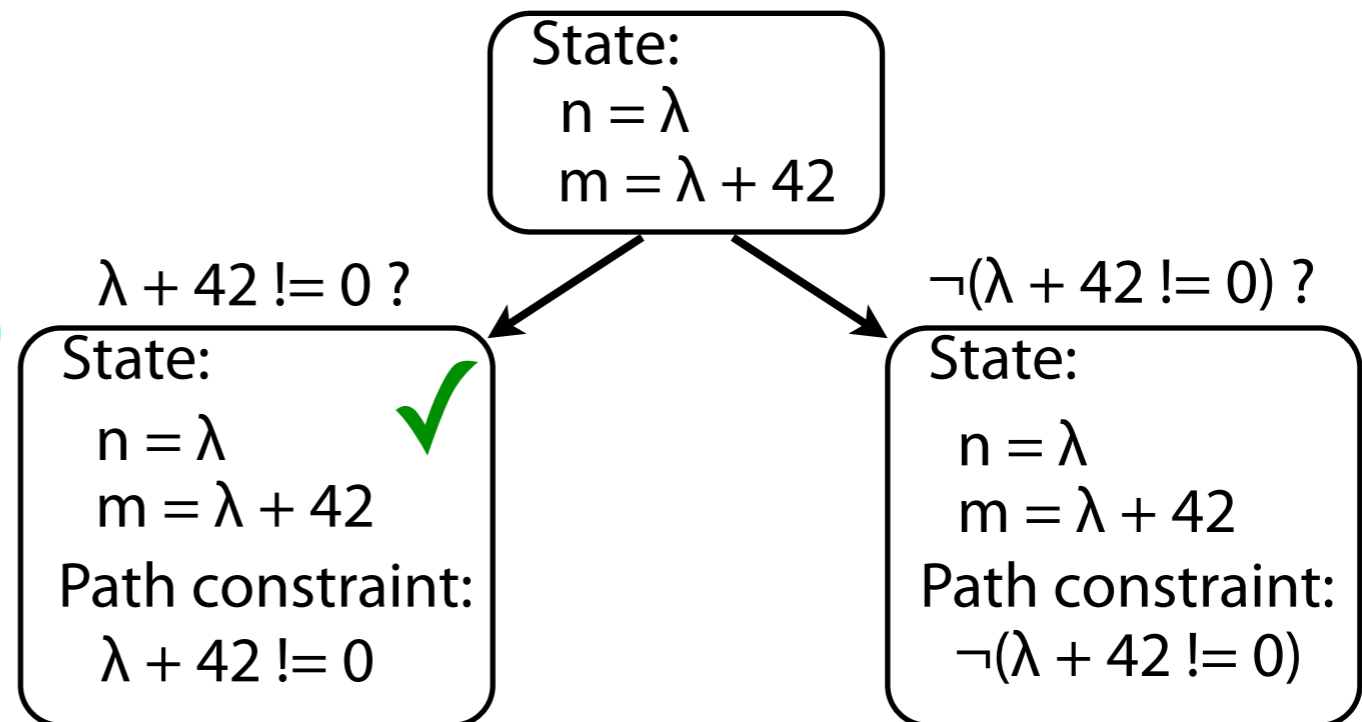 State:
n = λ
m = λ + 42
λ + 42 != 0 ?
¬(λ + 42 != 0) ?
State:
n = λ
m = λ + 42
Path constraint:
λ + 42 != 0
State:
n = λ
m = λ + 42
Path constraint:
¬(λ + 42 != 0)